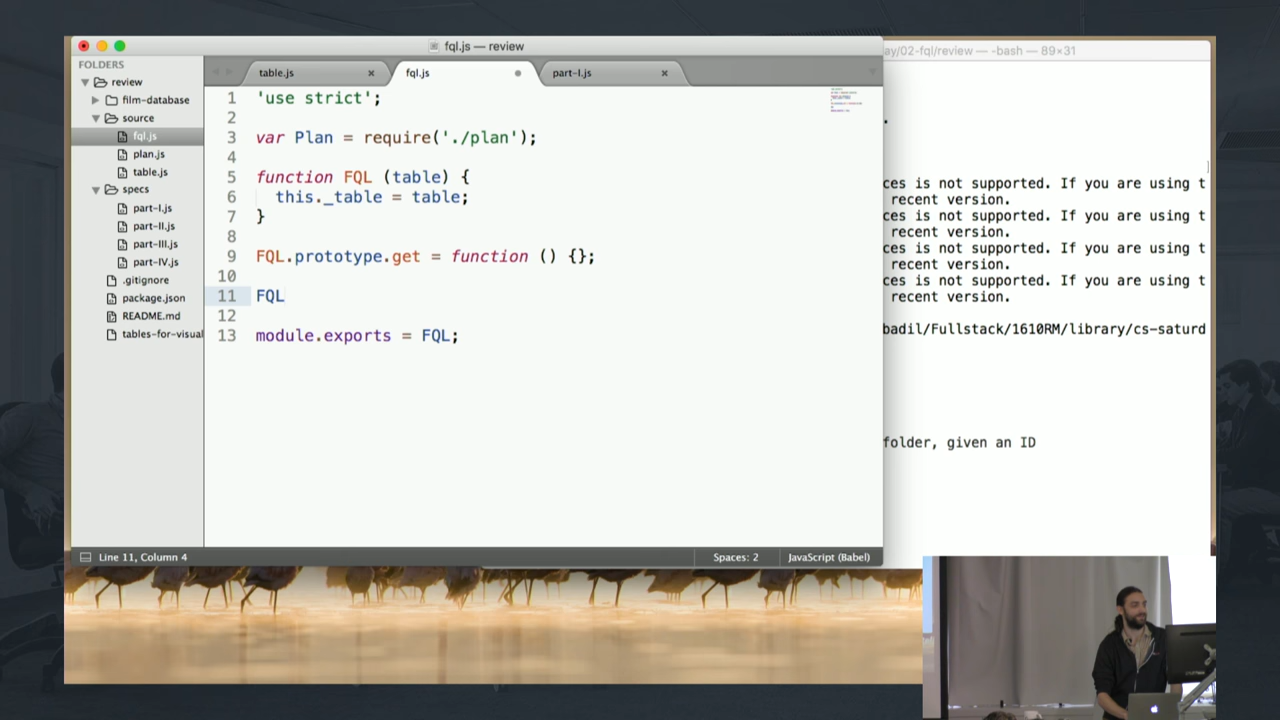 fql.js — review
ay/02-fql/review — -bash — 89×31
FOLDERS
review
film-database
source
fql.js
plan.js
table.js
specs
part-I.js
part-II.js
part-III.js
part-IV.js
.gitignore
package.json
README.md
tables-for-visual
table.js
fql.js
part-I.js
1 'use strict';
2
3 var Plan = require('./plan');
4
5 function FQL (table) {
6 this._table = table;
7 }
8
9 FQL.prototype.get = function () {};
10
11 FQL
12
13 module.exports = FQL;
.
ces is not supported. If you are using t
recent version.
ces is not supported. If you are using t
recent version.
ces is not supported. If you are using t
recent version.
ces is not supported. If you are using t
recent version.
badil/Fullstack/1610RM/library/cs-saturd
folder, given an ID
Line 11, Column 4
Spaces: 2
JavaScript (Babel)